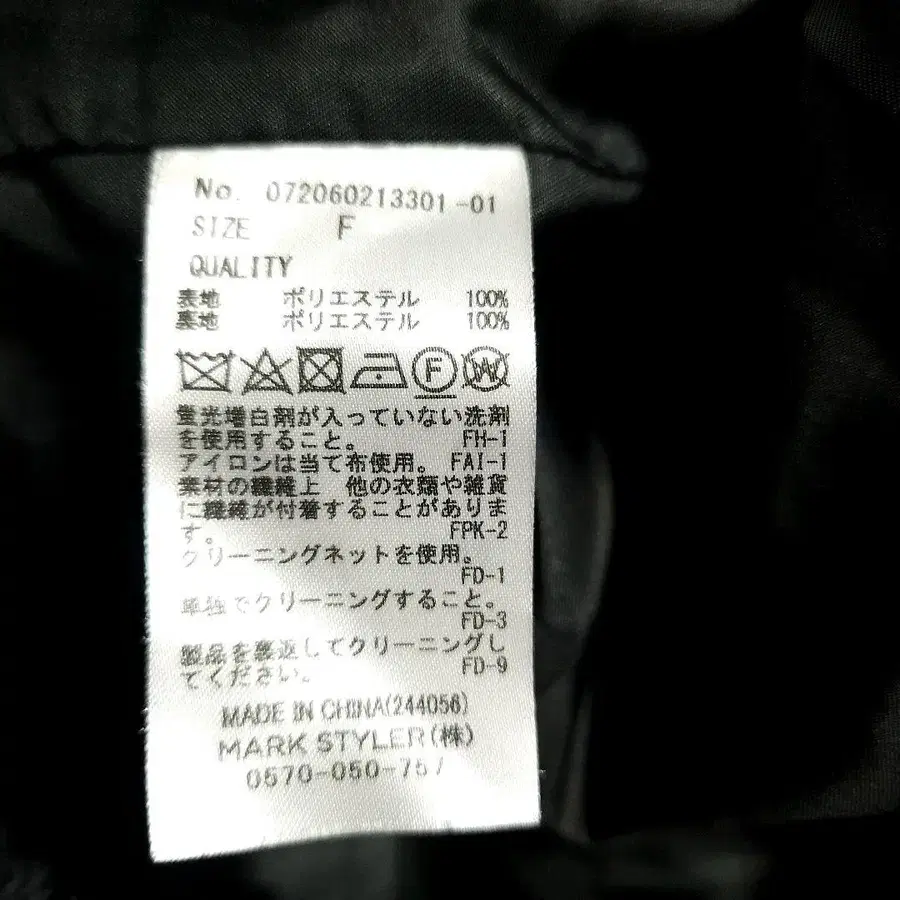 No. 072060213301-01
SIZE F
QUALITY
表地 ポリエステル 100%
裏地 ポリエステル 100%
F W
蛍光増白剤が入っていない洗剤
を使用すること。 FH-1
アイロンは当て布使用。 FAI-1
素材の繊維上 他の衣類や雑貨
に繊維が付着することがありま
す。 FPK-2
クリーニングネットを使用。
FD-1
単独でクリーニングすること。
FD-3
製品を裏返してクリーニングし
てください。 FD-9
MADE IN CHINA(244056)
MARK STYLER(株)
0570-050-757